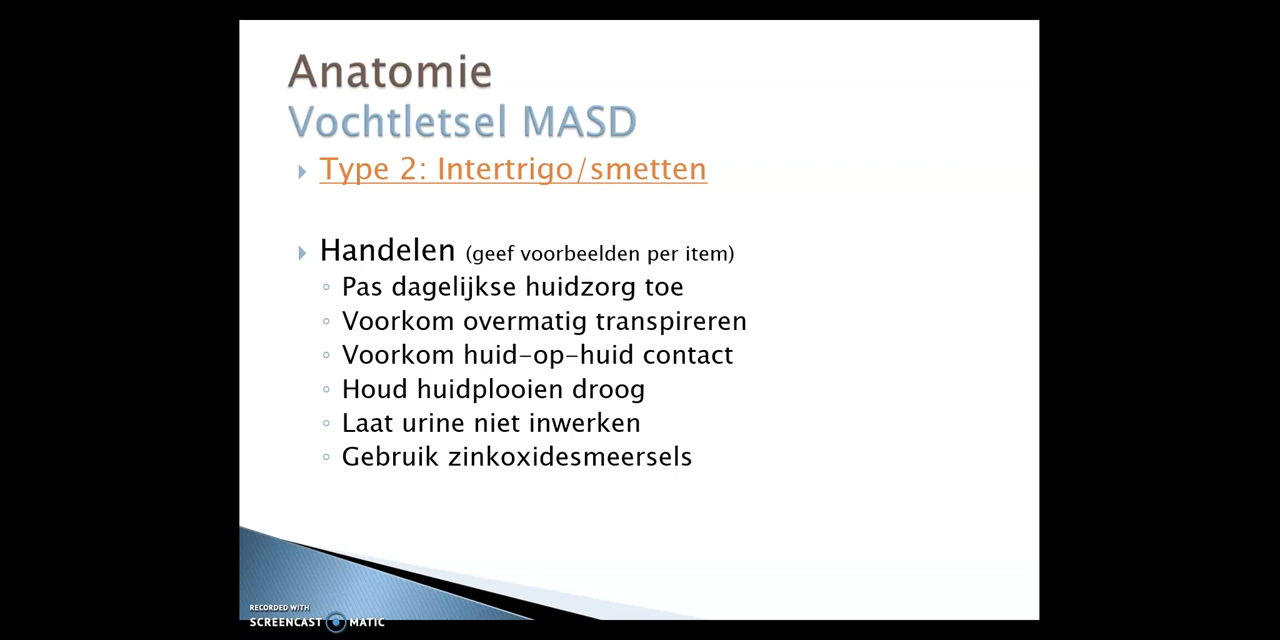 Anatomie
Vochtletsel MASD
Type 2: Intertrigo/smetten
Handelen (geef voorbeelden per item)
Pas dagelijkse huidzorg toe
Voorkom overmatig transpireren
Voorkom huid-op-huid contact
Houd huidplooien droog
Laat urine niet inwerken
Gebruik zinkoxidesmeersels
RECORDED WITH
SCREENCAST MATIC